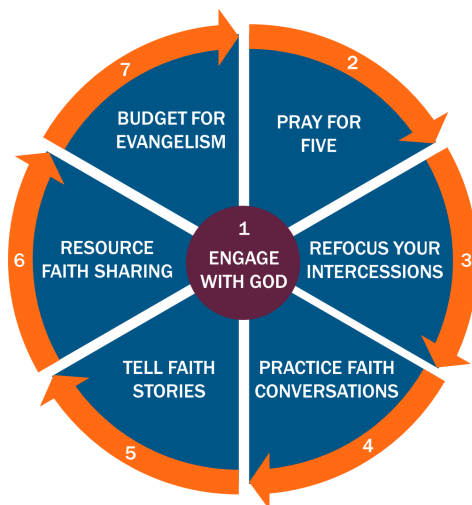 1
ENGAGE
WITH GOD
2
PRAY FOR
FIVE
3
REFOCUS YOUR
INTERCESSIONS
4
PRACTICE FAITH
CONVERSATIONS
5
TELL FAITH
STORIES
6
RESOURCE
FAITH SHARING
7
BUDGET FOR
EVANGELISM